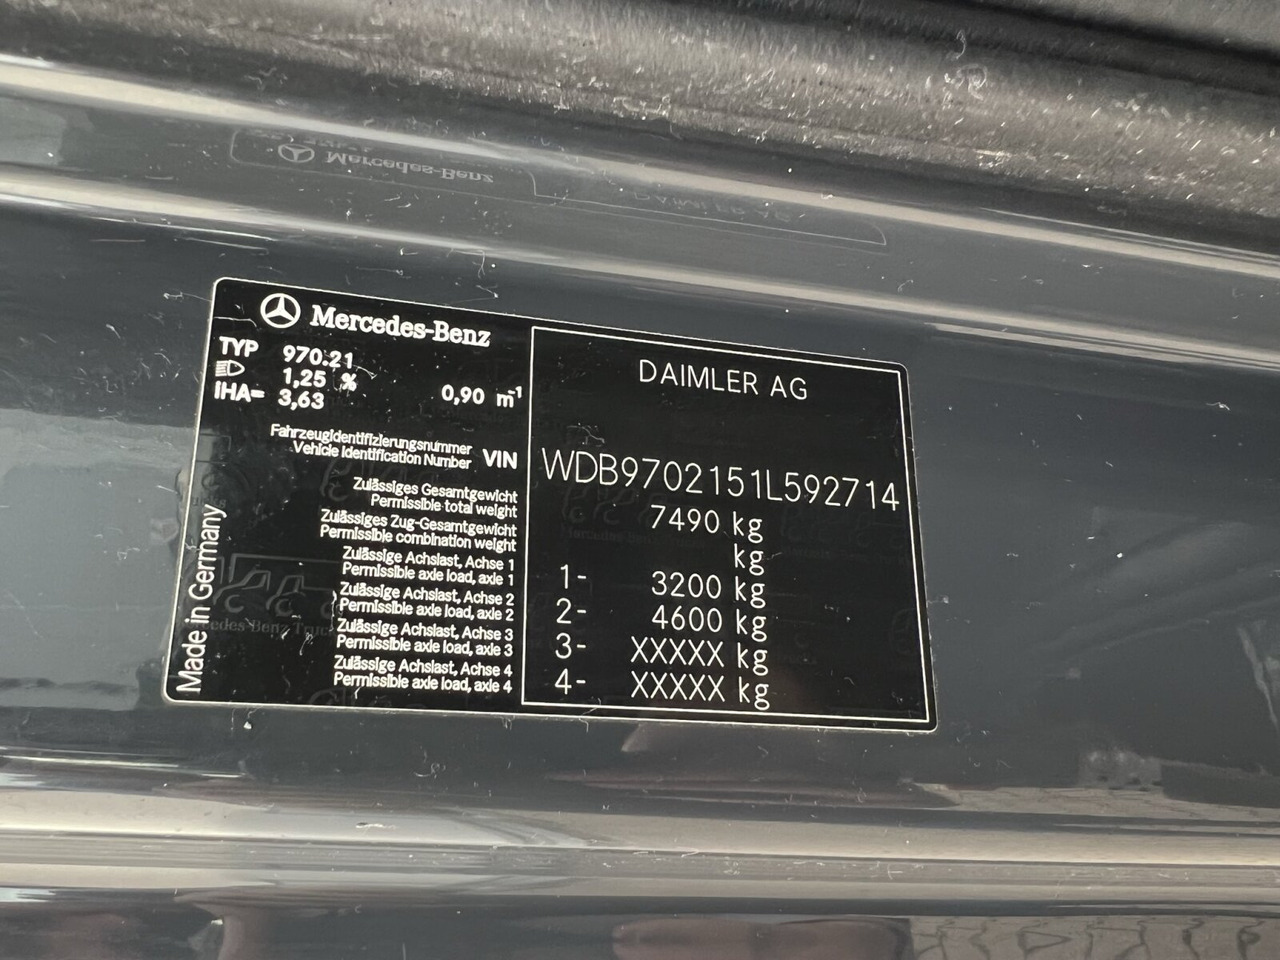 Mercedes-Benz
TYP 970.21
1,25 % 0,90 m⁻¹
IHA= 3,63
Fahrzeugidentifizierungsnummer
Vehicle Identification Number VIN
Zulässiges Gesamtgewicht
Permissible total weight
Zulässiges Zug-Gesamtgewicht
Permissible combination weight
Zulässige Achslast, Achse 1
Permissible axle load, axle 1
Zulässige Achslast, Achse 2
Permissible axle load, axle 2
Zulässige Achslast, Achse 3
Permissible axle load, axle 3
Zulässige Achslast, Achse 4
Permissible axle load, axle 4
Made in Germany
DAIMLER AG
WDB9702151L592714
7490 kg
kg
1- 3200 kg
2- 4600 kg
3- XXXXX kg
4- XXXXX kg